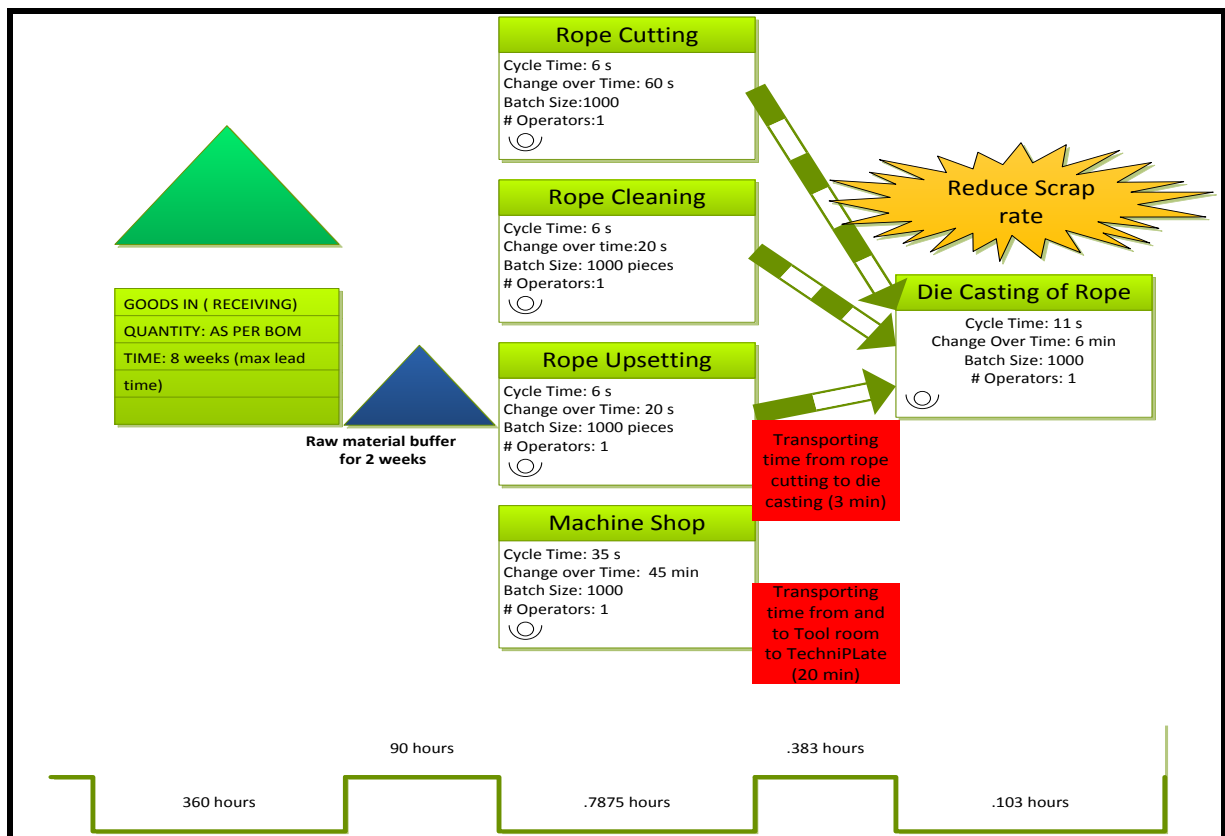 Rope Cutting
Cycle Time: 6 s
Change over Time: 60 s
Batch Size:1000
# Operators:1
Rope Cleaning
Cycle Time: 6 s
Change over time:20 s
Batch Size: 1000 pieces
# Operators:1
Reduce Scrap
rate
GOODS IN ( RECEIVING)
QUANTITY: AS PER BOM
TIME: 8 weeks (max lead
time)
Raw material buffer
for 2 weeks
Rope Upsetting
Cycle Time: 6 s
Change over Time: 20 s
Batch Size: 1000 pieces
# Operators: 1
Die Casting of Rope
Cycle Time: 11 s
Change Over Time: 6 min
Batch Size: 1000
# Operators: 1
Transporting
time from rope
cutting to die
casting (3 min)
Machine Shop
Cycle Time: 35 s
Change over Time:  45 min
Batch Size: 1000
# Operators: 1
Transporting
time from and
to Tool room
to TechniPLate
(20 min)
90 hours
.383 hours
360 hours
.7875 hours
.103 hours